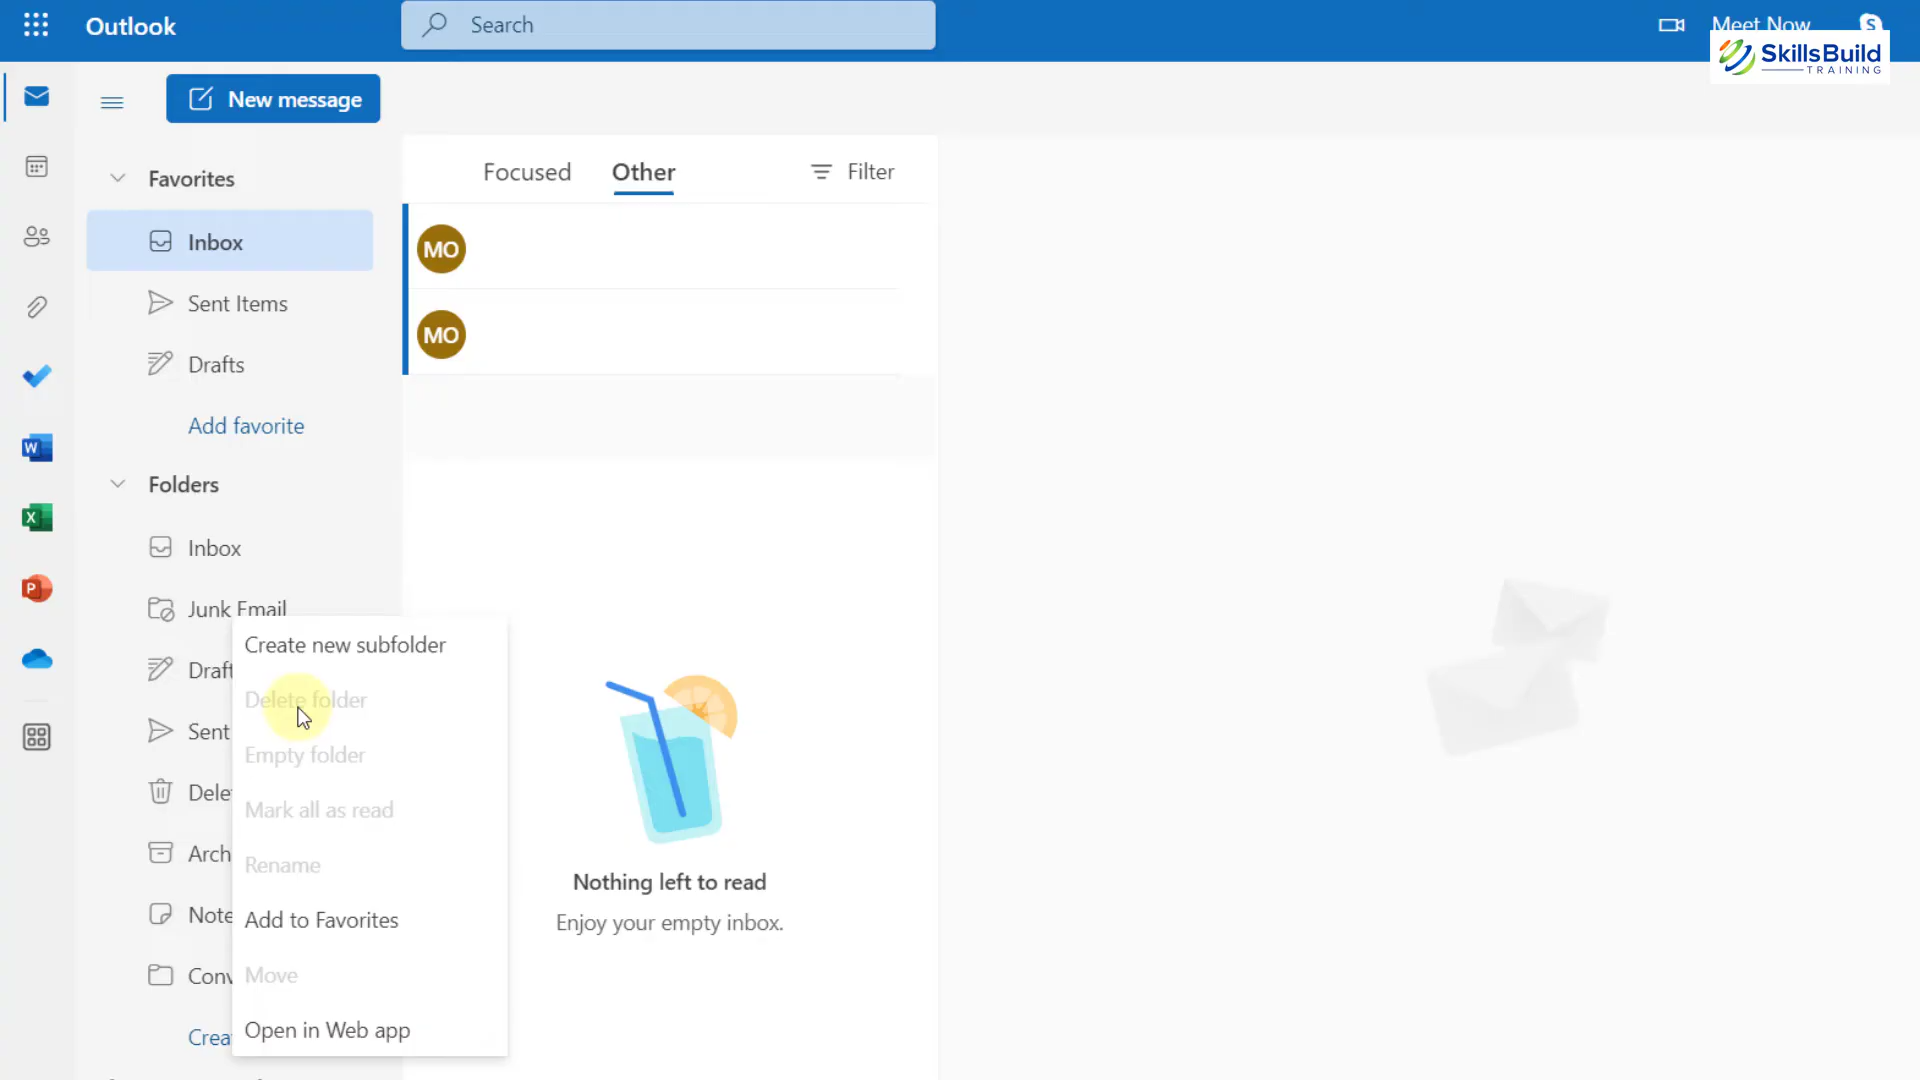 Outlook
Search
Meet Now
S
SkillsBuild
TRAINING
New message
Favorites
Inbox
Sent Items
Drafts
Add favorite
Folders
Inbox
Junk Email
Draft
Sent
Dele
Arch
Note
Conv
Crea
Focused
Other
Filter
MO
MO
Create new subfolder
Delete folder
Empty folder
Mark all as read
Rename
Add to Favorites
Move
Open in Web app
Nothing left to read
Enjoy your empty inbox.
W
X
P